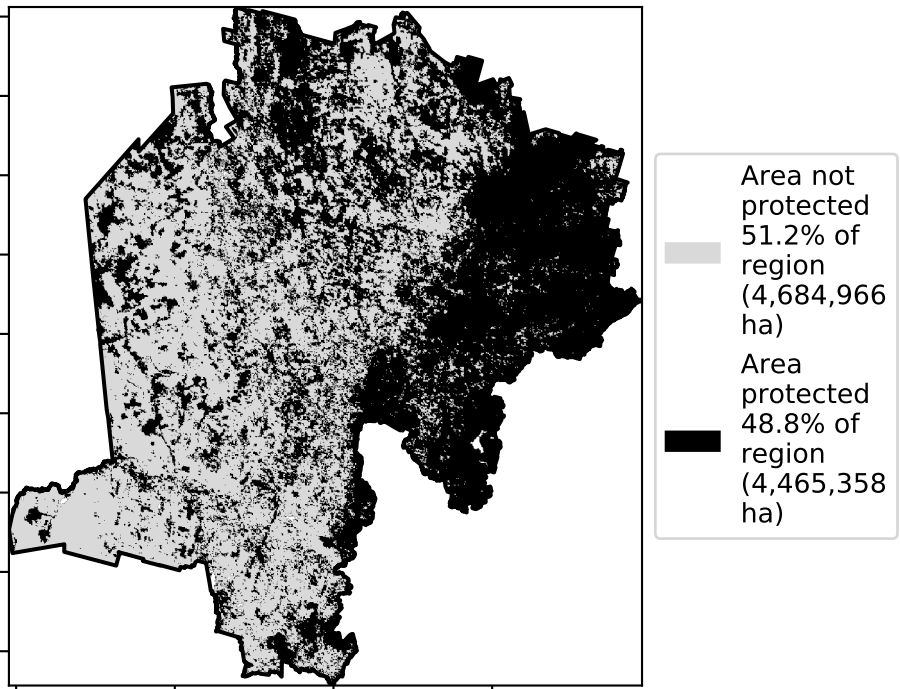 Area not
protected
51.2% of
region
(4,684,966
ha)
Area
protected
48.8% of
region
(4,465,358
ha)